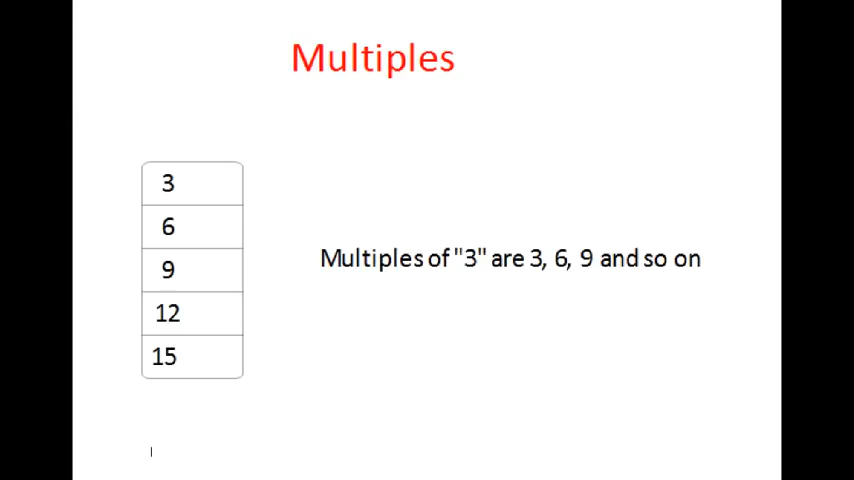 Multiples
3
6
9
12
15
Multiples of "3" are 3, 6, 9 and so on